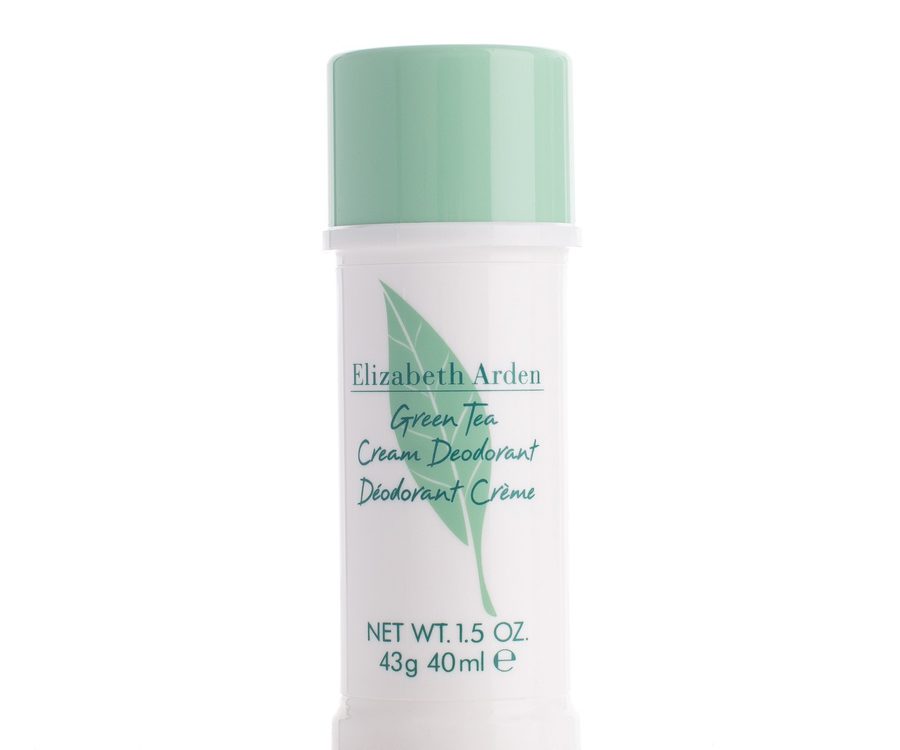 Elizabeth Arden
Green Tea
Cream Deodorant
Déodorant Crème
NET WT. 1.5 OZ.
43g 40ml ℮